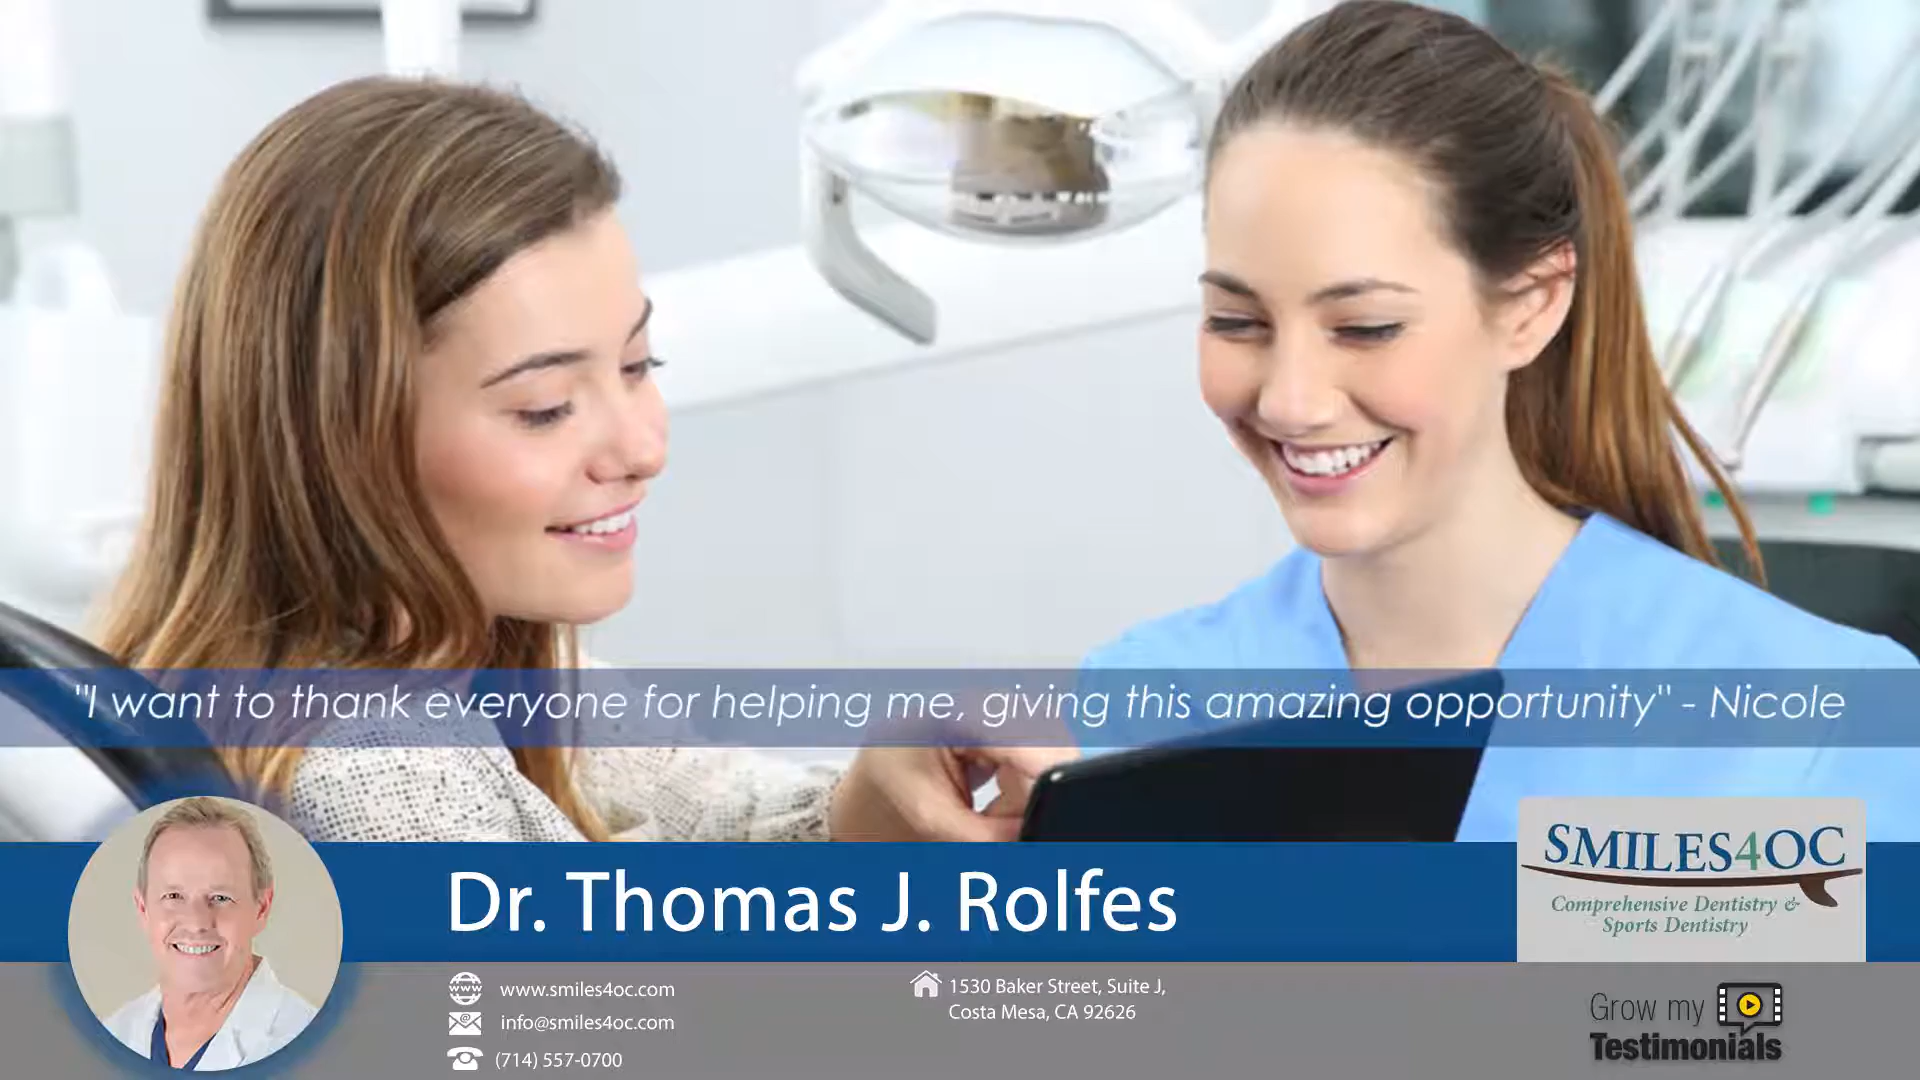 "I want to thank everyone for helping me, giving this amazing opportunity" - Nicole
Dr. Thomas J. Rolfes
SMILES4OC
Comprehensive Dentistry &
Sports Dentistry
www.smiles4oc.com
info@smiles4oc.com
(714) 557-0700
1530 Baker Street, Suite J,
Costa Mesa, CA 92626
Grow my
Testimonials